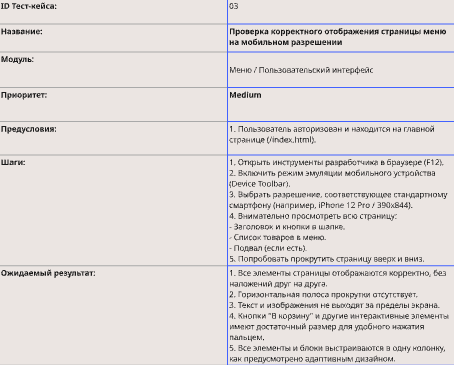 ID Тест-кейса: 03
Название: Проверка корректного отображения страницы меню
на мобильном разрешении
Модуль:
Меню / Пользовательский интерфейс
Приоритет: Medium
Предусловия: 1. Пользователь авторизован и находится на главной
странице (/index.html).
Шаги: 1. Открыть инструменты разработчика в браузере (F12).
2. Включить режим эмуляции мобильного устройства
(Device Toolbar).
3. Выбрать разрешение, соответствующее стандартному
смартфону (например, iPhone 12 Pro / 390x844).
4. Внимательно просмотреть всю страницу:
- Заголовок и кнопки в шапке.
- Список товаров в меню.
- Подвал (если есть).
5. Попробовать прокрутить страницу вверх и вниз.
Ожидаемый результат: 1. Все элементы страницы отображаются корректно, без
наложений друг на друга.
2. Горизонтальная полоса прокрутки отсутствует.
3. Текст и изображения не выходят за пределы экрана.
4. Кнопки "В корзину" и другие интерактивные элементы
имеют достаточный размер для удобного нажатия
пальцем.
5. Все элементы и блоки выстраиваются в одну колонку,
как предусмотрено адаптивным дизайном.